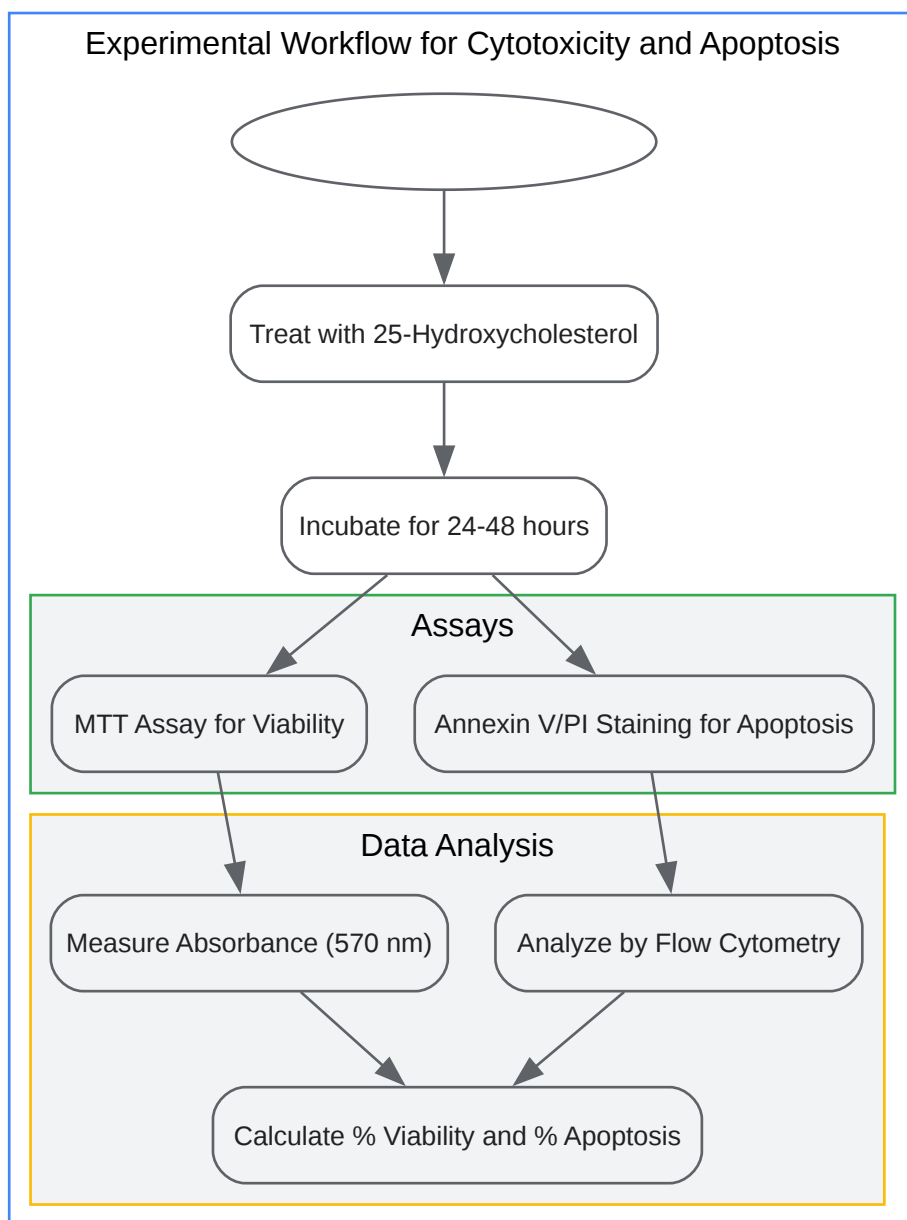 Experimental Workflow for Cytotoxicity and Apoptosis
Treat with 25-Hydroxycholesterol
Incubate for 24-48 hours
Assays
MTT Assay for Viability
Annexin V/PI Staining for Apoptosis
Data Analysis
Measure Absorbance (570 nm)
Analyze by Flow Cytometry
Calculate % Viability and % Apoptosis